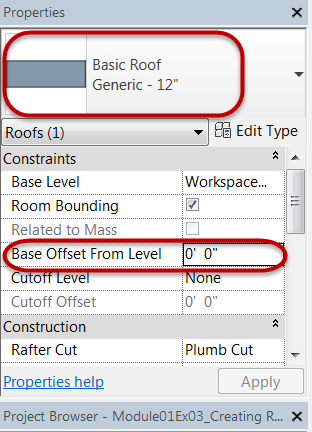 Properties
Basic Roof
Generic - 12"
Roofs (1)
Edit Type
Constraints
Base Level Workspace...
Room Bounding
Related to Mass
Base Offset From Level 0' 0"
Cutoff Level None
Cutoff Offset 0' 0"
Construction
Rafter Cut Plumb Cut
Properties help Apply
Project Browser - Module01Ex03_Creating R...